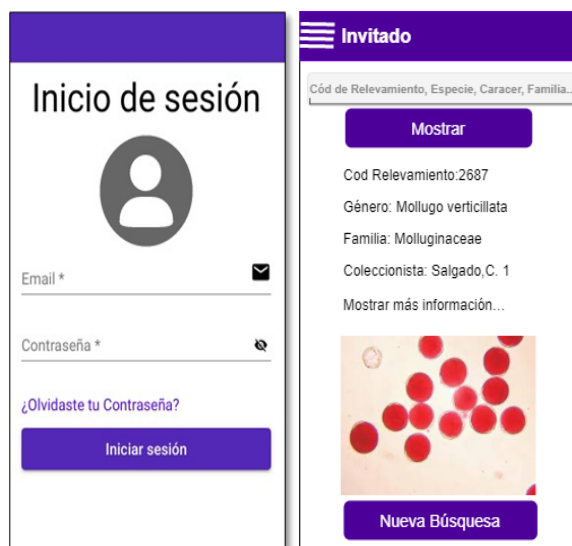 Inicio de sesión
Email *
Contraseña *
¿Olvidaste tu Contraseña?
Iniciar sesión
Invitado
Cód de Relevamiento, Especie, Caracer, Familia..
Mostrar
Cod Relevamiento:2687
Género: Mollugo verticillata
Familia: Molluginaceae
Coleccionista: Salgado,C. 1
Mostrar más información...
Nueva Búsquesa